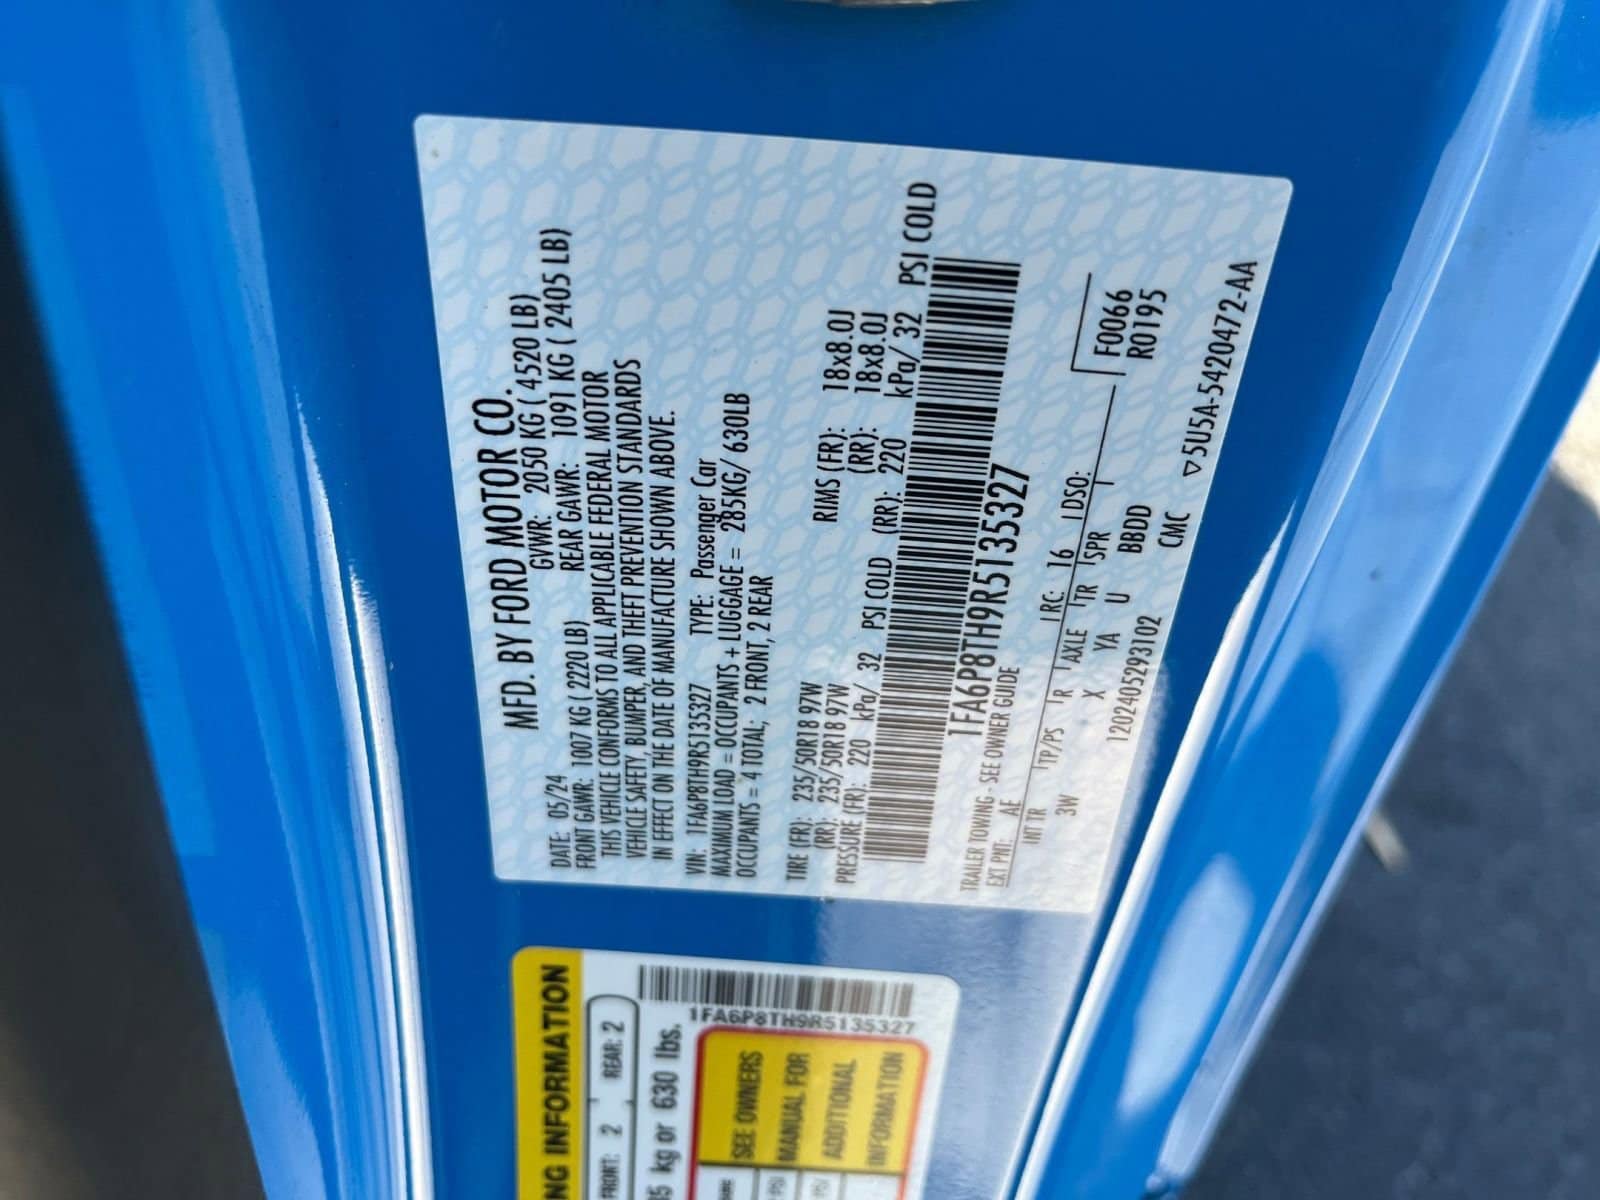 MFD. BY FORD MOTOR CO.
DATE: 05/24 GVWR: 2050 KG ( 4520 LB)
FRONT GAWR: 1007 KG ( 2220 LB) REAR GAWR: 1091 KG ( 2405 LB)
THIS VEHICLE CONFORMS TO ALL APPLICABLE FEDERAL MOTOR
VEHICLE SAFETY, BUMPER, AND THEFT PREVENTION STANDARDS
IN EFFECT ON THE DATE OF MANUFACTURE SHOWN ABOVE.
VIN: 1FA6P8TH9R5135327 TYPE: Passenger Car
MAXIMUM LOAD = OCCUPANTS + LUGGAGE = 285KG/ 630LB
OCCUPANTS = 4 TOTAL; 2 FRONT, 2 REAR
TIRE (FR): 235/50R18 97W RIMS (FR): 18x8.0J
(RR): 235/50R18 97W (RR): 18x8.0J
PRESSURE (FR): 220 kPa/ 32 PSI COLD (RR): 220 kPa/ 32 PSI COLD
1FA6P8TH9R5135327
TRAILER TOWING - SEE OWNER GUIDE
EXT PNT: AE RC: 16 DSO:
INT TR TP/PS R AXLE TR SPR F0066
3W X YA U BBDD R0195
120240529 3102 CMC
▽5U5A-5420472-AA
NG INFORMATION
FRONT: 2 REAR: 2
kg or 630 lbs.
1FA6P8TH9R5135327
SEE OWNERS
MANUAL FOR
ADDITIONAL
INFORMATION